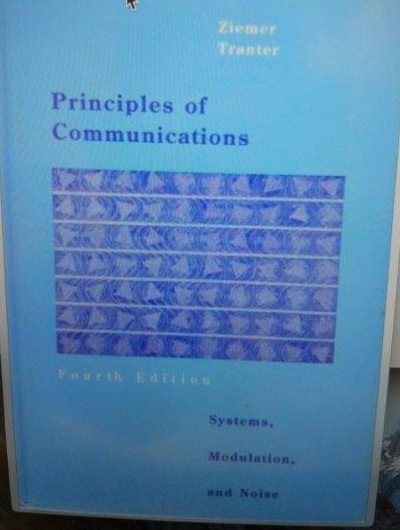 Ziemer
Tranter
Principles of
Communications
Fourth Edition
Systems,
Modulation,
and Noise